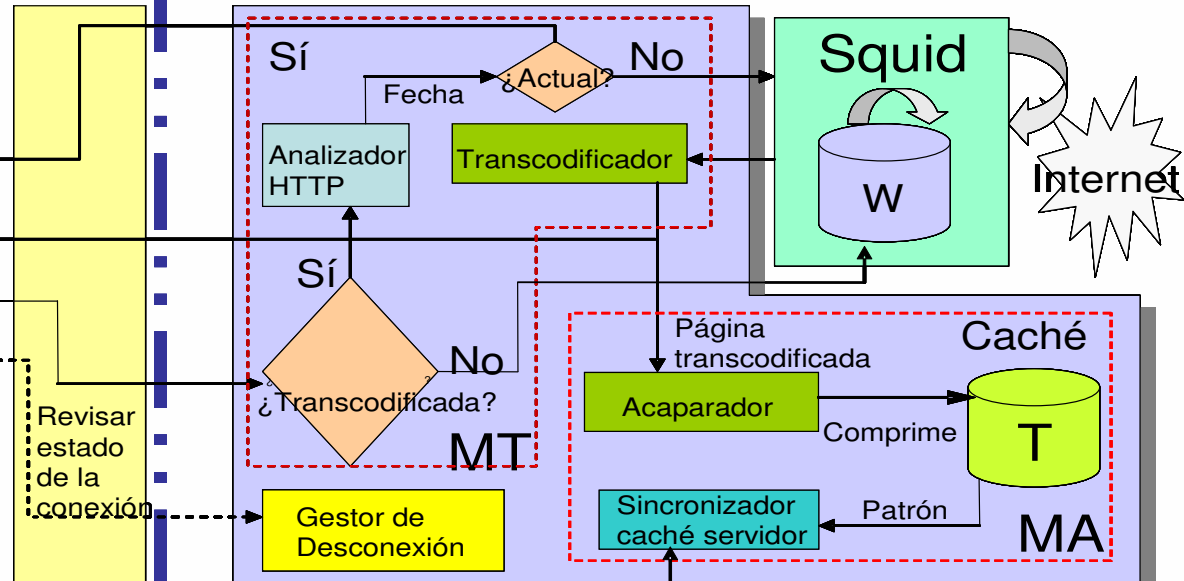 Sí
¿Actual?
No
Squid
Fecha
Analizador
HTTP
Transcodificador
W
Internet
Sí
No
¿Transcodificada?
MT
Página
transcodificada
Caché
Acaparador
Comprime
T
Revisar
estado
de la
conexión
Gestor de
Desconexión
Sincronizador
caché servidor
Patrón
MA